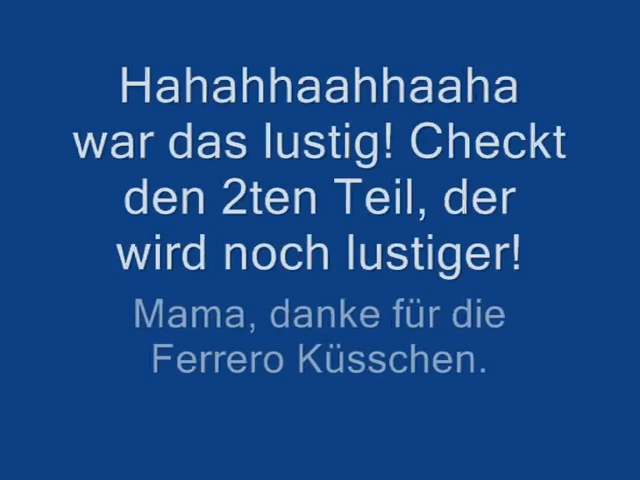 Hahahhaahhaaha
war das lustig! Checkt
den 2ten Teil, der
wird noch lustiger!
Mama, danke für die
Ferrero Küsschen.